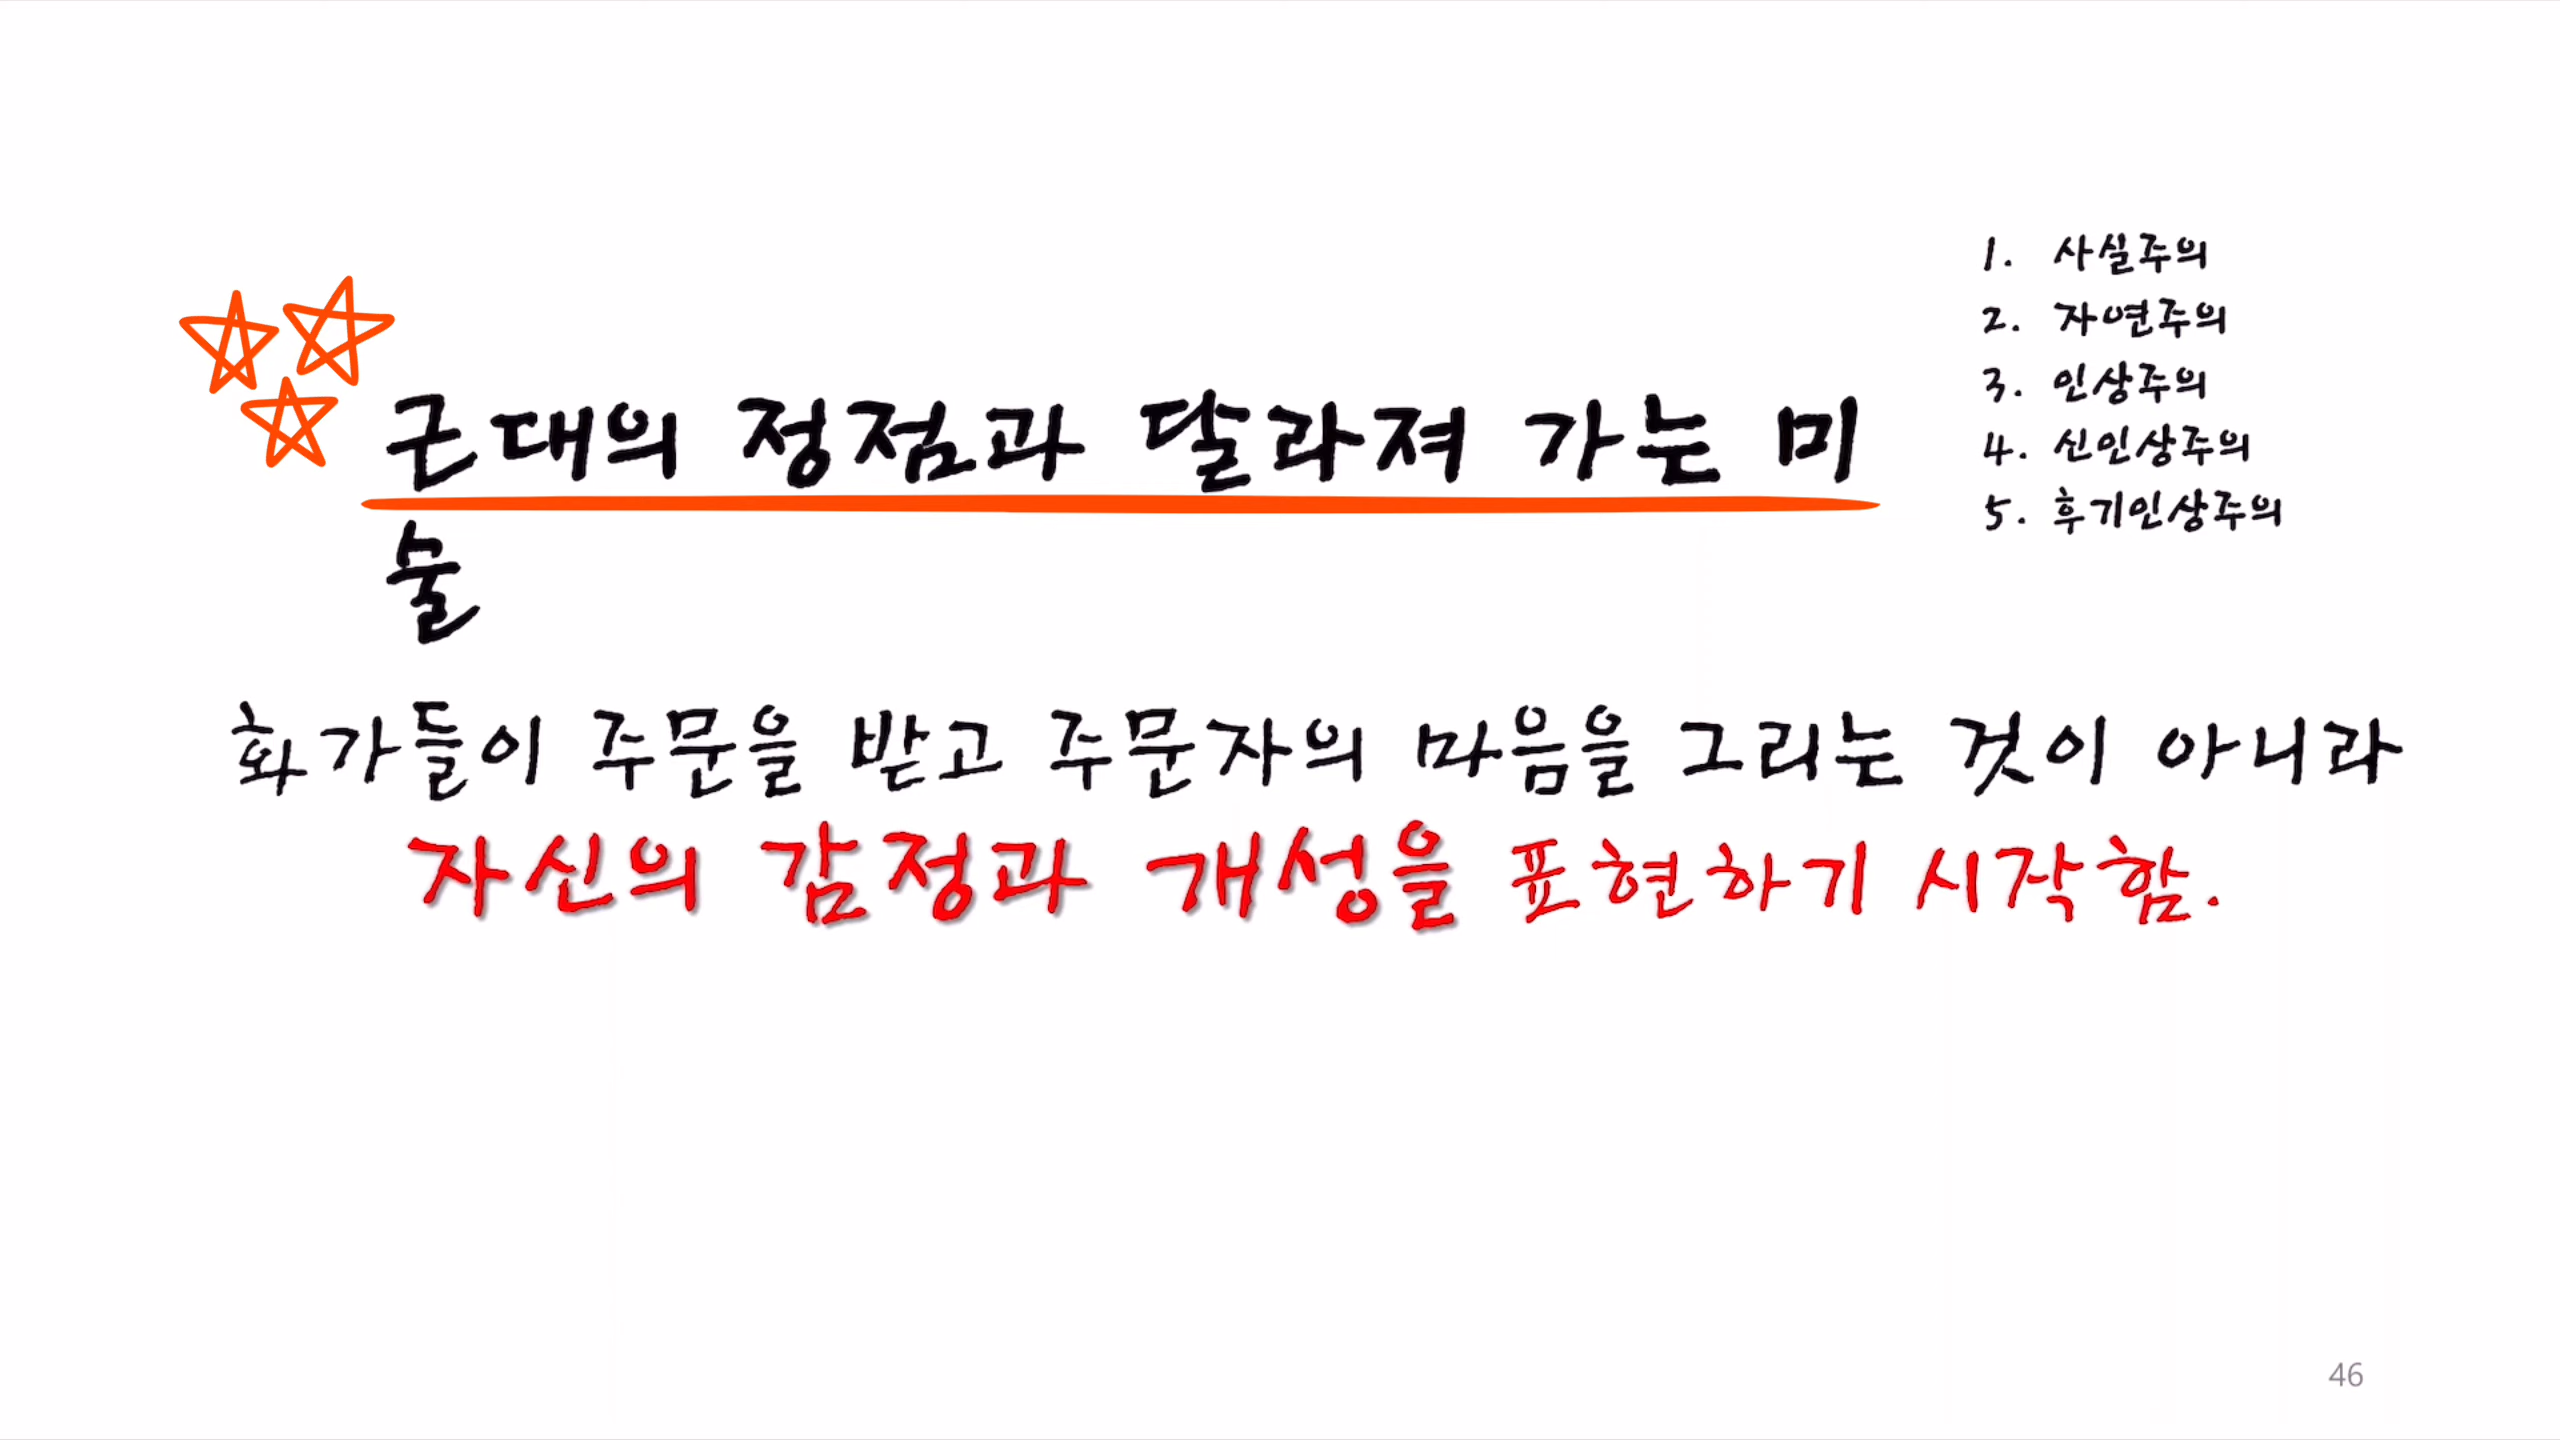 근대의 정점과 달라져 가는 미
술
1. 사실주의
2. 자연주의
3. 인상주의
4. 신인상주의
5. 후기인상주의
화가들이 주문을 받고 주문자의 마음을 그리는 것이 아니라
자신의 감정과 개성을 표현하기 시작함.
46